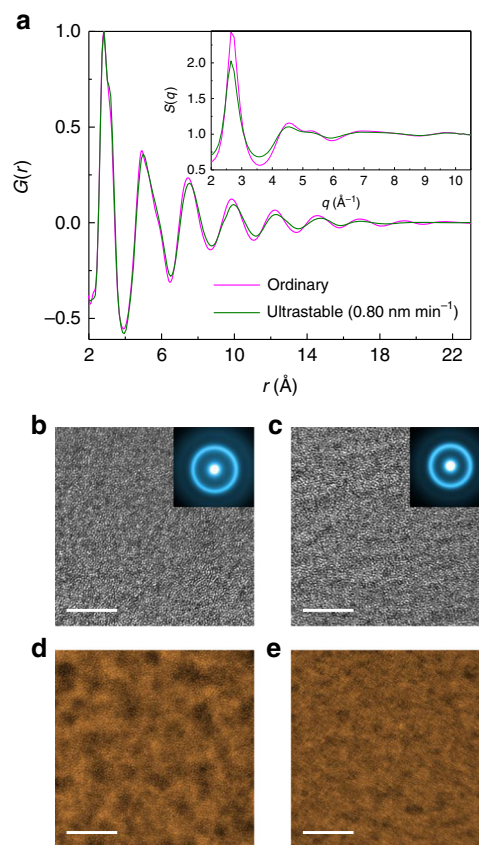 a
1.0
0.5
0.0
−0.5
G(r)
2 6 10 14 18 22
r (Å)
2.0
1.5
1.0
0.5
S(q)
2 3 4 5 6 7 8 9 10
q (Å⁻¹)
Ordinary
Ultrastable (0.80 nm min⁻¹)
b
c
d
e